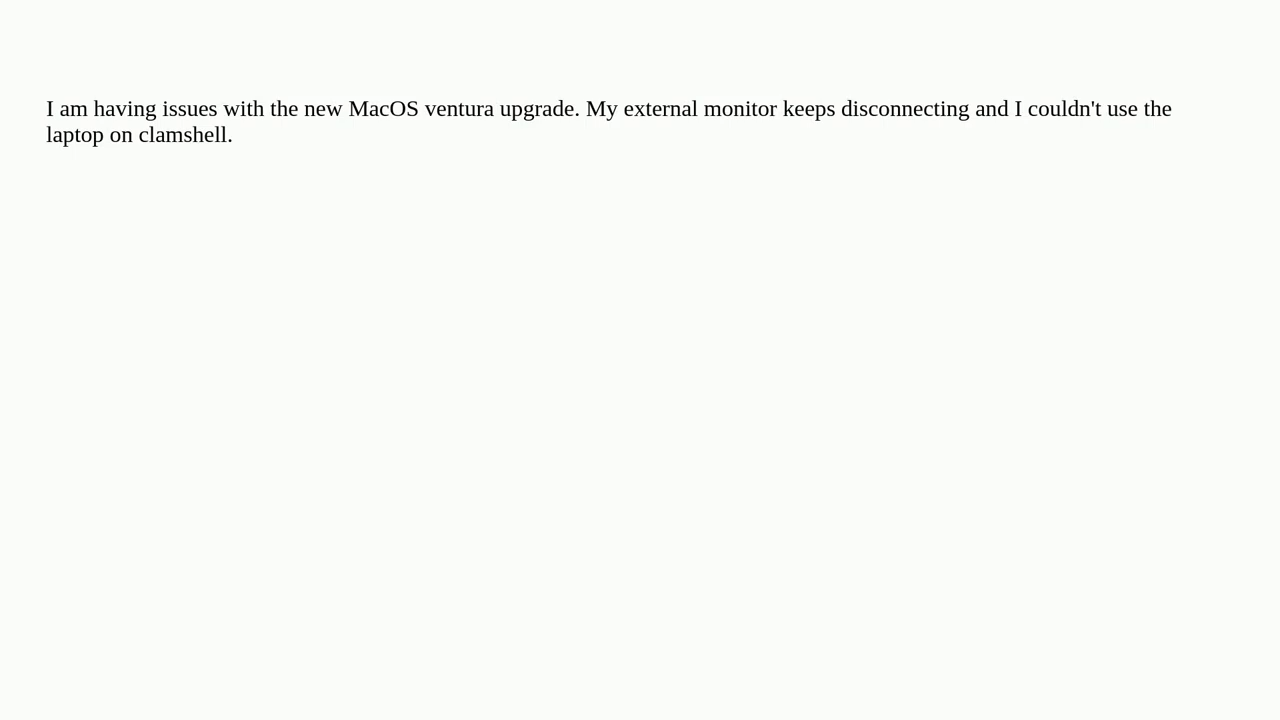 I am having issues with the new MacOS ventura upgrade. My external monitor keeps disconnecting and I couldn't use the
laptop on clamshell.